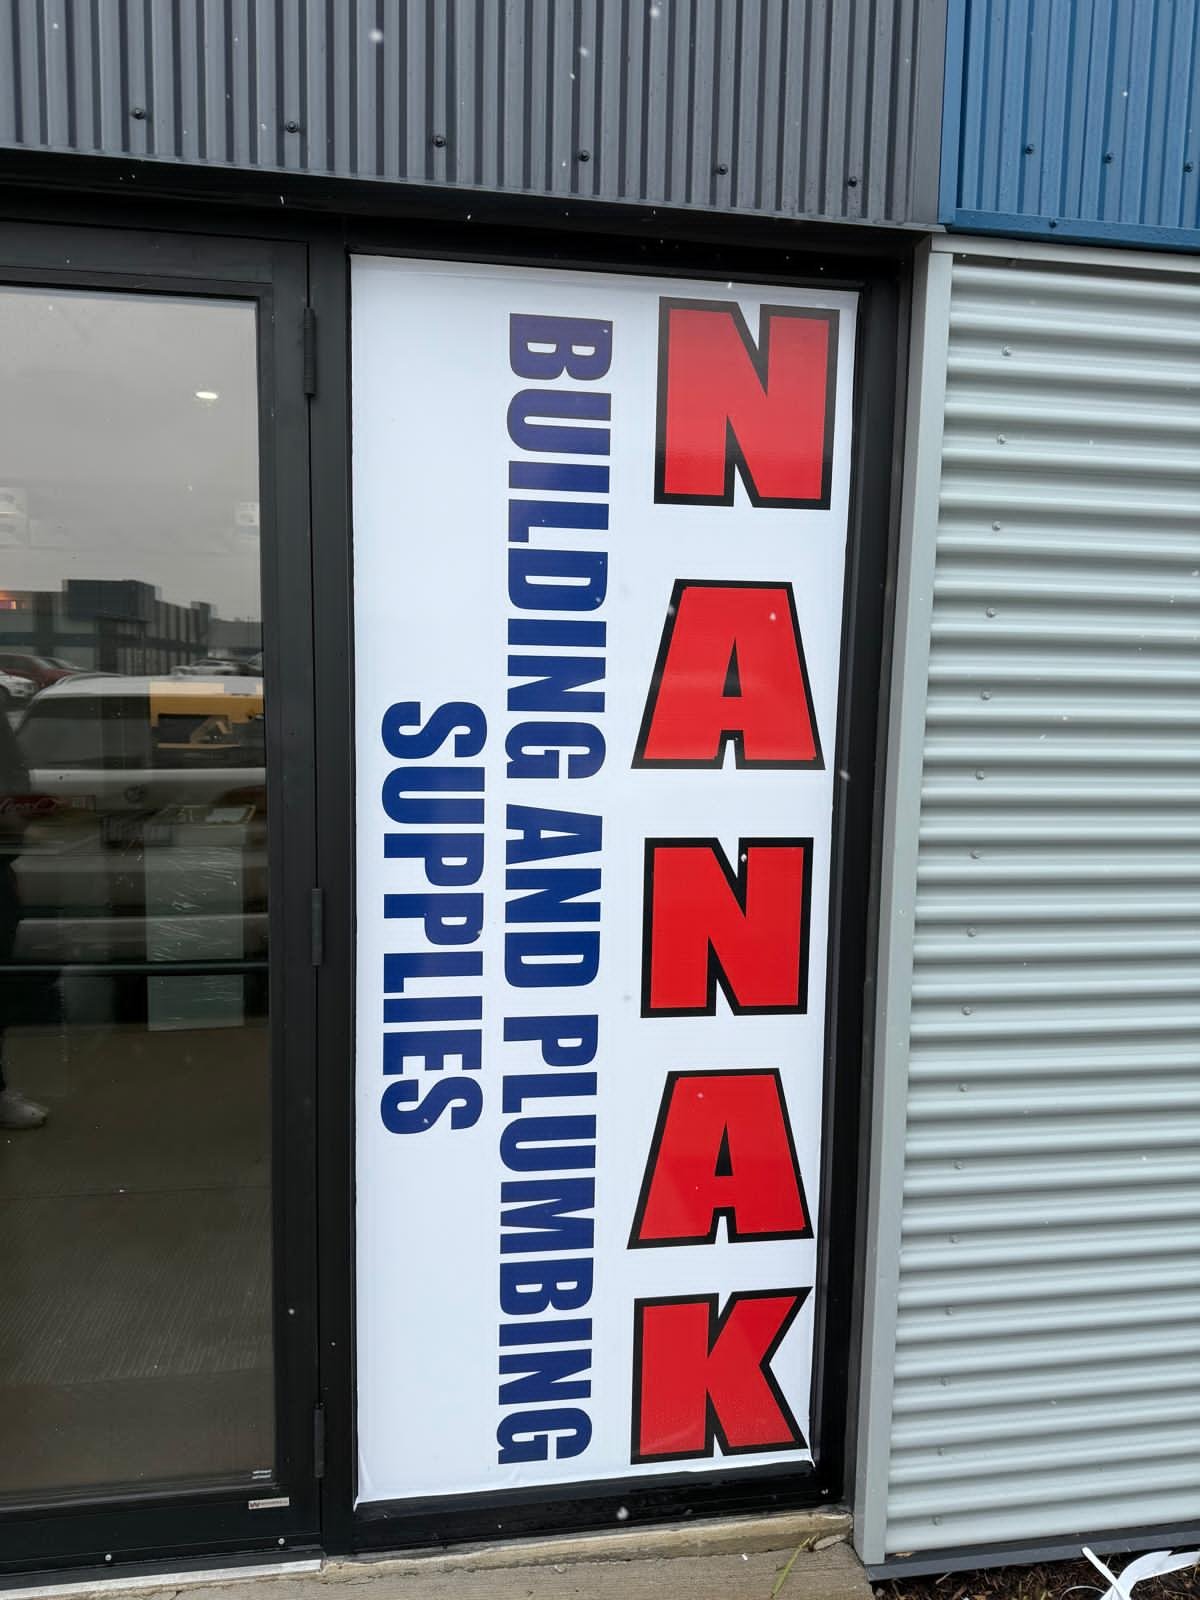 NANAK
BUILDING AND PLUMBING
SUPPLIES